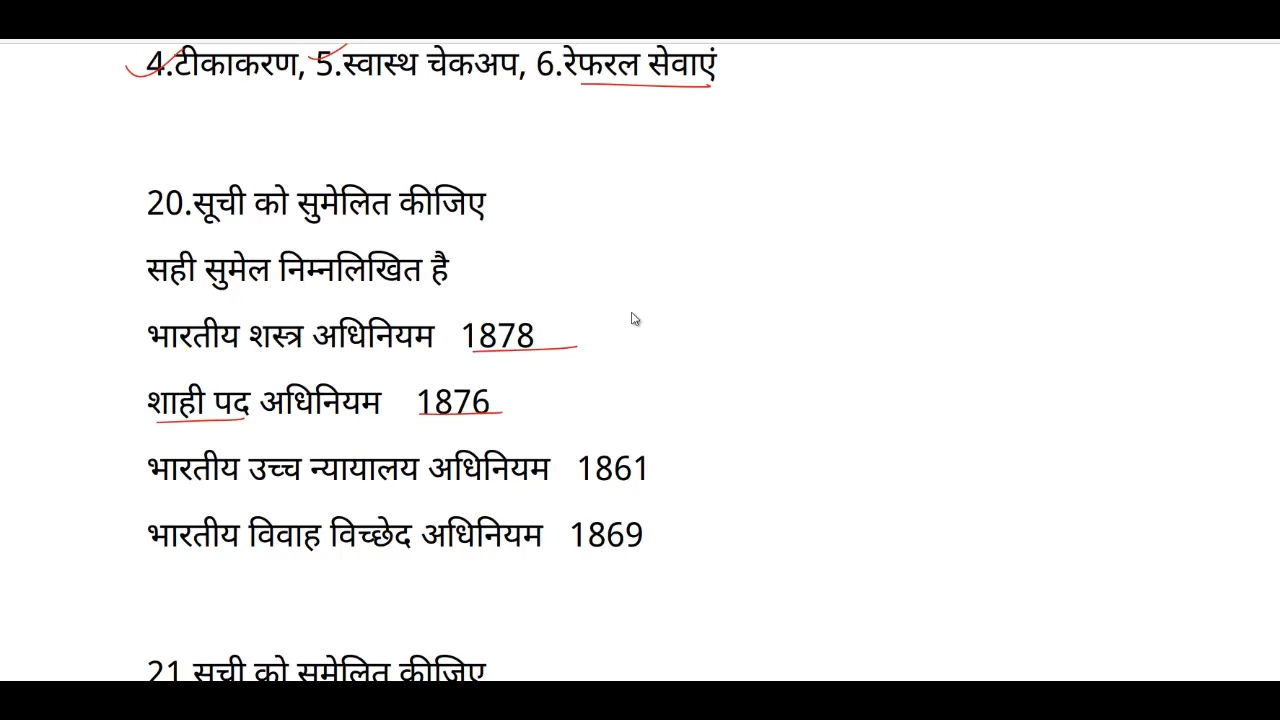 4.टीकाकरण, 5.स्वास्थ चेकअप, 6.रेफरल सेवाएं
20.सूची को सुमेलित कीजिए
सही सुमेल निम्नलिखित है
भारतीय शस्त्र अधिनियम 1878
शाही पद अधिनियम 1876
भारतीय उच्च न्यायालय अधिनियम 1861
भारतीय विवाह विच्छेद अधिनियम 1869
21 सूची को सुमेलित कीजिए